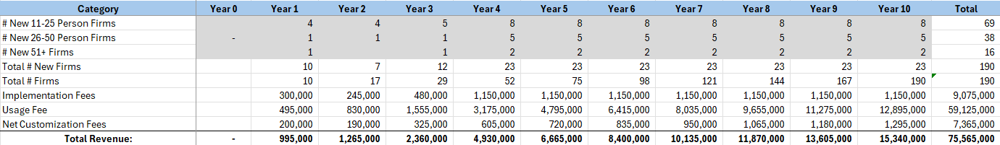 Category Year 0 Year 1 Year 2 Year 3 Year 4 Year 5 Year 6 Year 7 Year 8 Year 9 Year 10 Total
# New 11-25 Person Firms 4 4 5 8 8 8 8 8 8 8 69
# New 26-50 Person Firms - 1 1 1 5 5 5 5 5 5 5 38
# New 51+ Firms 1 1 2 2 2 2 2 2 2 16
Total # New Firms 10 7 12 23 23 23 23 23 23 23 190
Total # Firms 10 17 29 52 75 98 121 144 167 190 190
Implementation Fees 300,000 245,000 480,000 1,150,000 1,150,000 1,150,000 1,150,000 1,150,000 1,150,000 1,150,000 9,075,000
Usage Fee 495,000 830,000 1,555,000 3,175,000 4,795,000 6,415,000 8,035,000 9,655,000 11,275,000 12,895,000 59,125,000
Net Customization Fees 200,000 190,000 325,000 605,000 720,000 835,000 950,000 1,065,000 1,180,000 1,295,000 7,365,000
Total Revenue: - 995,000 1,265,000 2,360,000 4,930,000 6,665,000 8,400,000 10,135,000 11,870,000 13,605,000 15,340,000 75,565,000